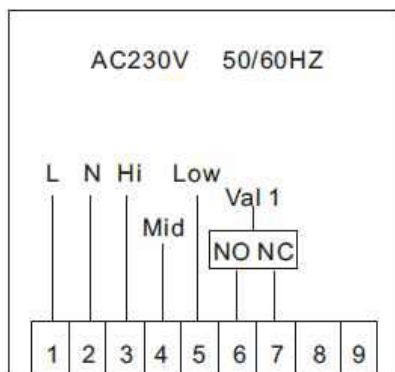 AC230V 50/60HZ
L N Hi Low
Val 1
Mid
NO NC
1 2 3 4 5 6 7 8 9